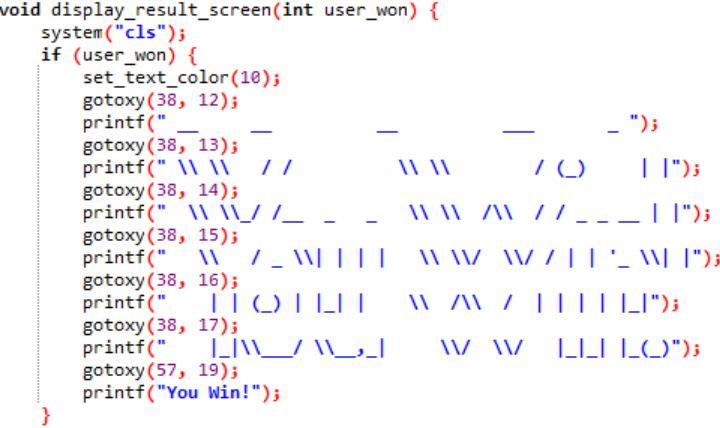 void display_result_screen(int user_won) {
    system("cls");
    if (user_won) {
        set_text_color(10);
        gotoxy(38, 12);
        printf(" __     __          __       ___       _ ");
        gotoxy(38, 13);
        printf(" \\ \\   / /          \\ \\        / (_)     | |");
        gotoxy(38, 14);
        printf("  \\ \\_/ /__  _   _   \\ \\  /\\  / / _ _ __ | |");
        gotoxy(38, 15);
        printf("   \\   / _ \\| | | |   \\ \\/  \\/ / | | '_ \\| |");
        gotoxy(38, 16);
        printf("    | | (_) | |_| |    \\  /\\  /  | | | | |_|");
        gotoxy(38, 17);
        printf("    |_|\\___/ \\__,_|     \\/  \\/   |_|_| |_(_)");
        gotoxy(57, 19);
        printf("You Win!");
    }